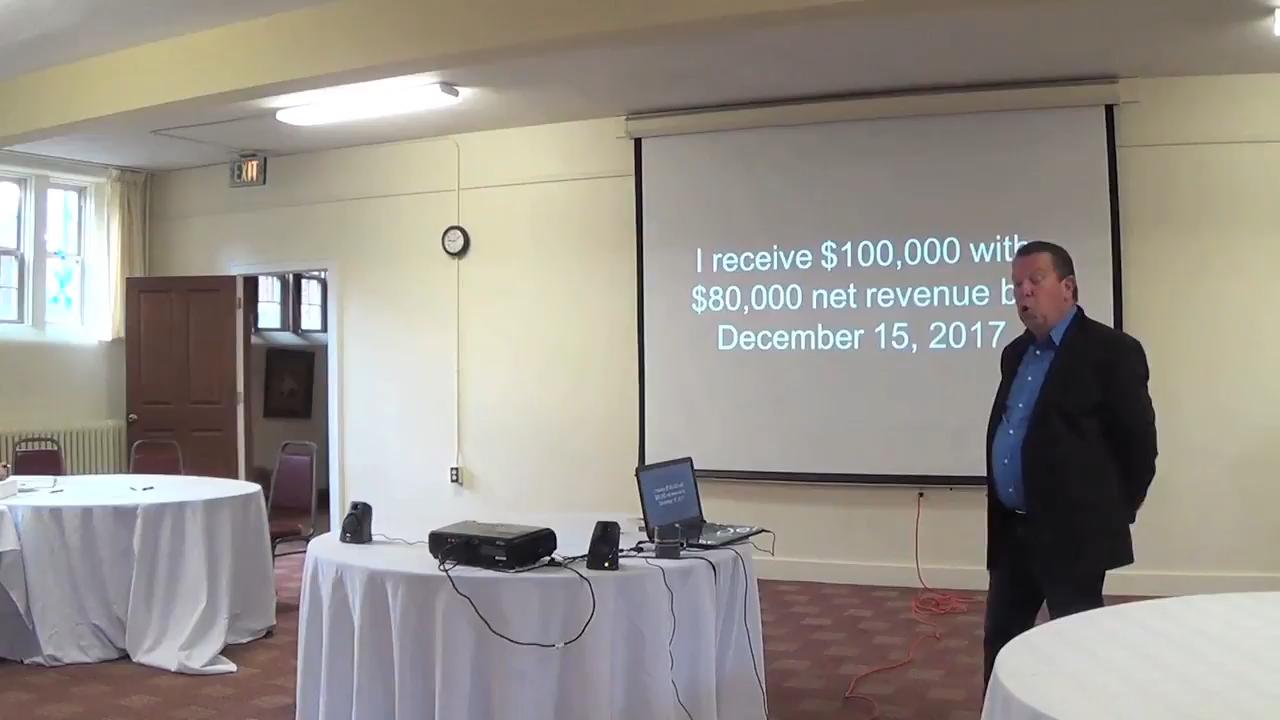 EXIT
I receive $100,000 with
$80,000 net revenue b
December 15, 2017